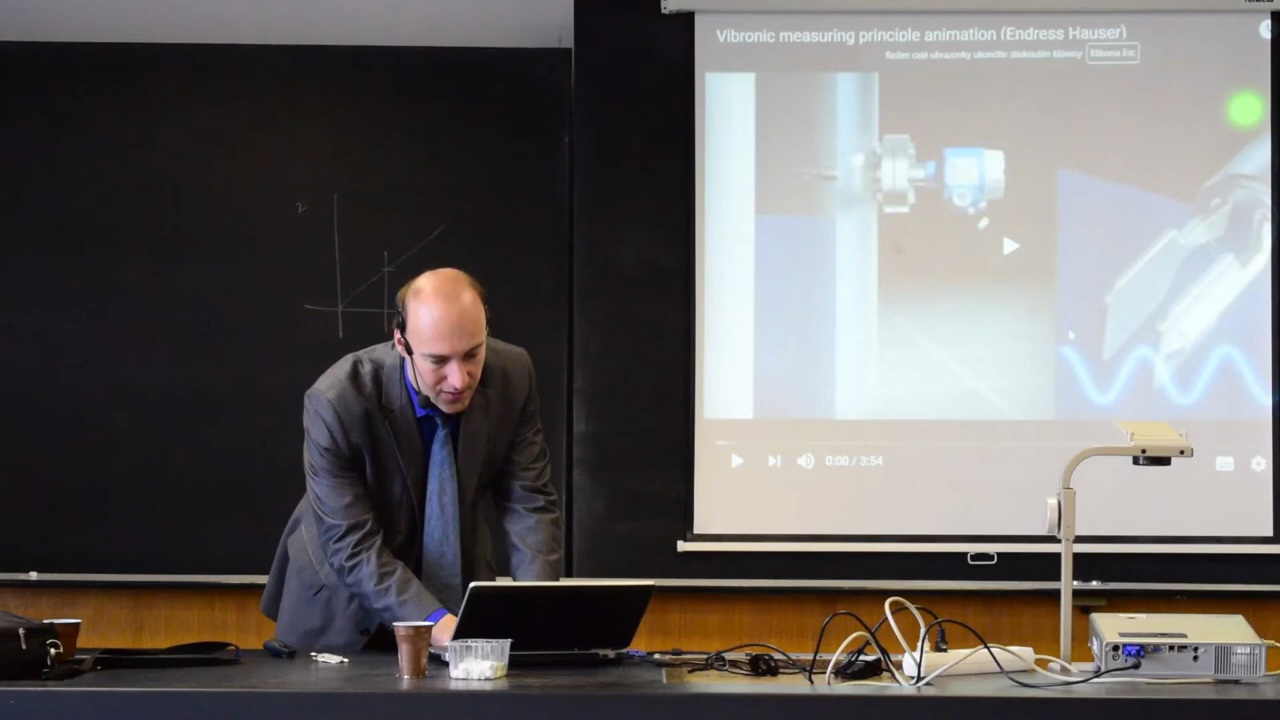 Vibronic measuring principle animation (Endress Hauser)
Režim celé obrazovky ukončíte stisknutím klávesy Klávesa Esc
0:00 / 3:54